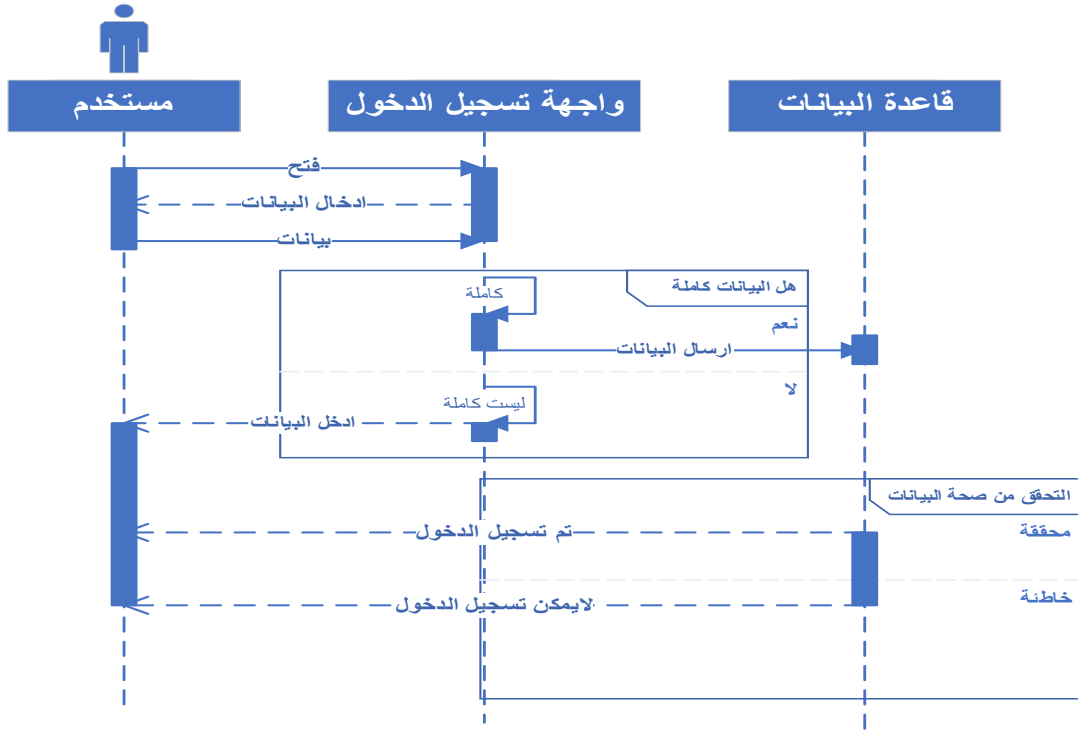 مستخدم
واجهة تسجيل الدخول
قاعدة البيانات
فتح
ادخال البيانات
بيانات
هل البيانات كاملة
كاملة
نعم
ارسال البيانات
لا
ليست كاملة
ادخل البيانات
التحقق من صحة البيانات
محققة
تم تسجيل الدخول
خاطئة
لايمكن تسجيل الدخول